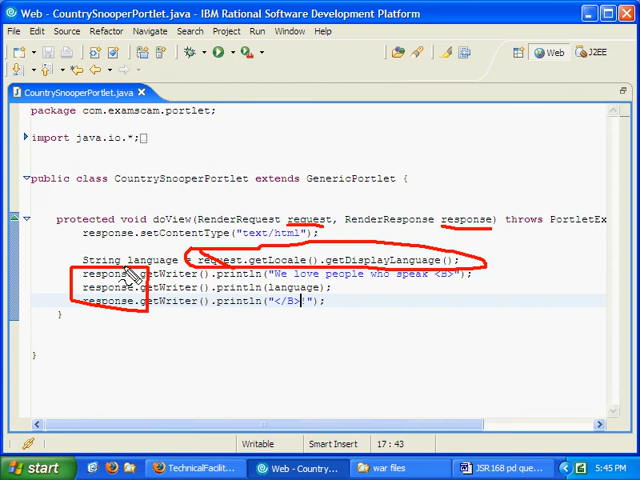 Web - CountrySnooperPortlet.java - IBM Rational Software Development Platform
File Edit Source Refactor Navigate Search Project Run Window Help
Web J2EE
CountrySnooperPortlet.java
package com.examscam.portlet;
import java.io.*;
public class CountrySnooperPortlet extends GenericPortlet {
protected void doView(RenderRequest request, RenderResponse response) throws PortletEx
response.setContentType("text/html");
String language = request.getLocale().getDisplayLanguage();
response.getWriter().println("We love people who speak <B>");
response.getWriter().println(language);
response.getWriter().println("</B>!");
}
}
Writable Smart Insert 17 : 43
start TechnicalFacilit... Web - Country... war files JSR168 pd que... 5:45 PM